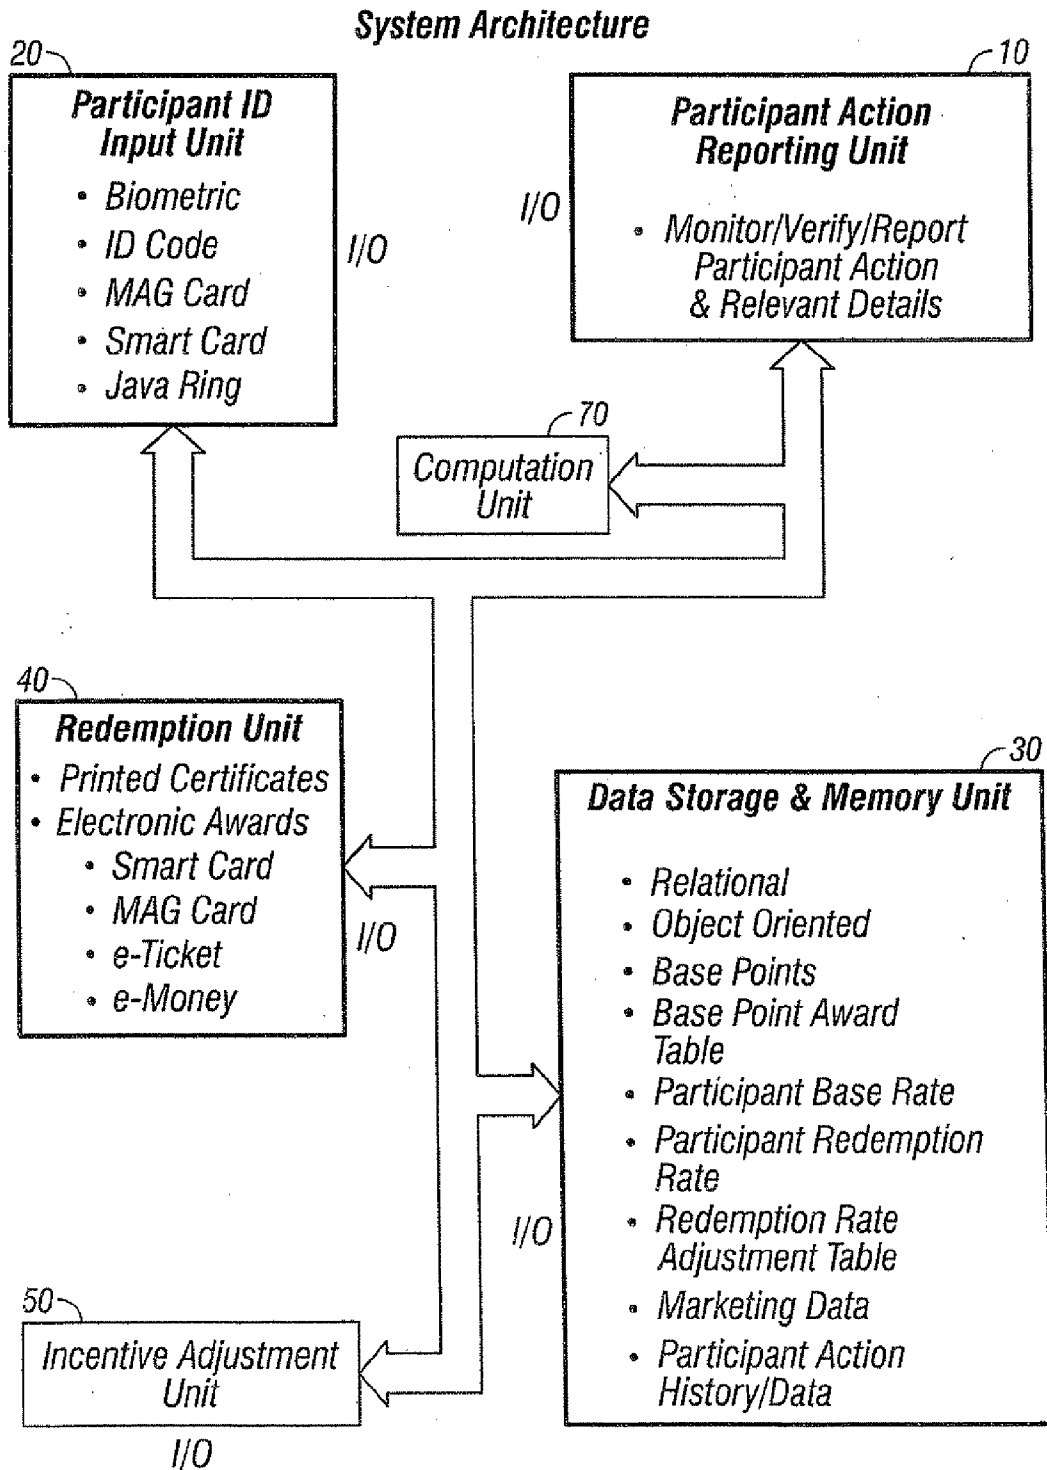 System Architecture
20
Participant ID
Input Unit
• Biometric
• ID Code
• MAG Card
• Smart Card
• Java Ring
I/O
10
Participant Action
Reporting Unit
• Monitor/Verify/Report
Participant Action
& Relevant Details
I/O
70
Computation
Unit
40
Redemption Unit
• Printed Certificates
• Electronic Awards
• Smart Card
• MAG Card
• e-Ticket
• e-Money
I/O
30
Data Storage & Memory Unit
• Relational
• Object Oriented
• Base Points
• Base Point Award
Table
• Participant Base Rate
• Participant Redemption
Rate
• Redemption Rate
Adjustment Table
• Marketing Data
• Participant Action
History/Data
I/O
50
Incentive Adjustment
Unit
I/O